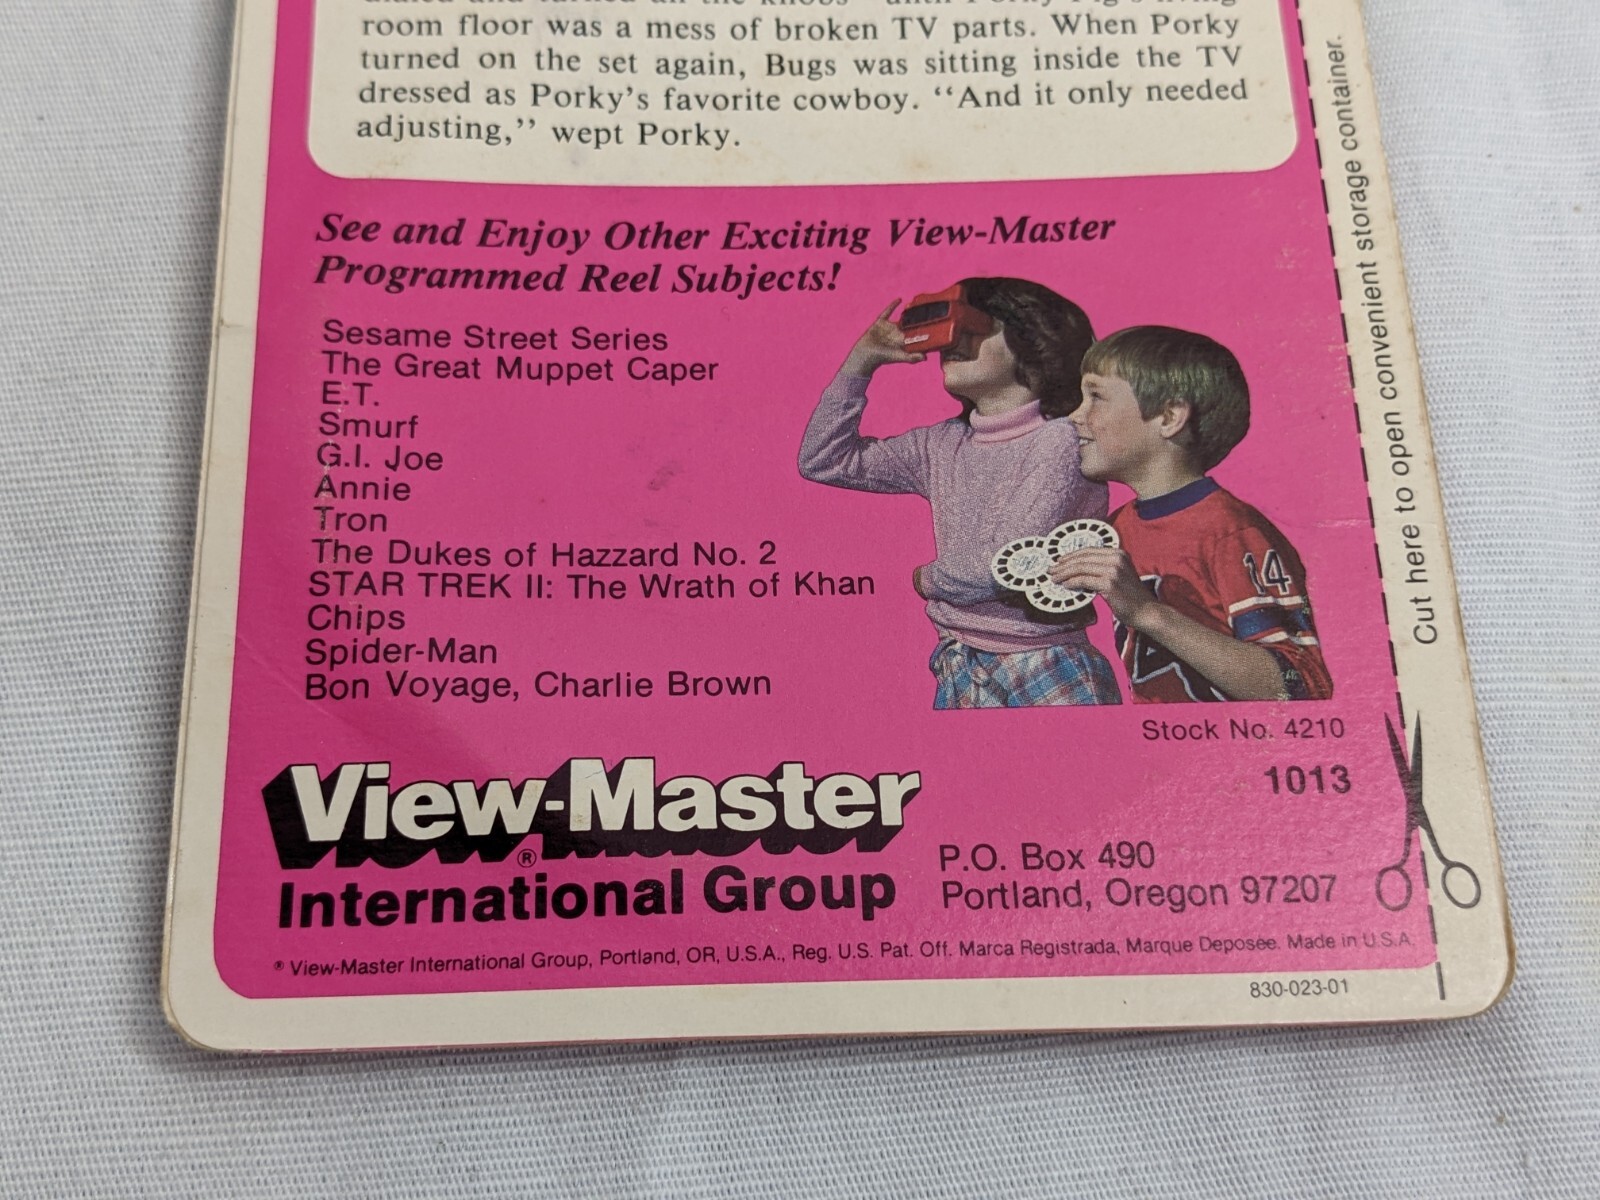 room floor was a mess of broken TV parts. When Porky
turned on the set again, Bugs was sitting inside the TV
dressed as Porky's favorite cowboy. “And it only needed
adjusting,” wept Porky.
See and Enjoy Other Exciting View-Master
Programmed Reel Subjects!
Sesame Street Series
The Great Muppet Caper
E.T.
Smurf
G.I. Joe
Annie
Tron
The Dukes of Hazzard No. 2
STAR TREK II: The Wrath of Khan
Chips
Spider-Man
Bon Voyage, Charlie Brown
14
Stock No. 4210
1013
View-Master
®
International Group
P.O. Box 490
Portland, Oregon 97207
® View-Master International Group, Portland, OR, U.S.A., Reg. U.S. Pat. Off. Marca Registrada, Marque Deposée. Made in U.S.A.
830-023-01
Cut here to open convenient storage container.